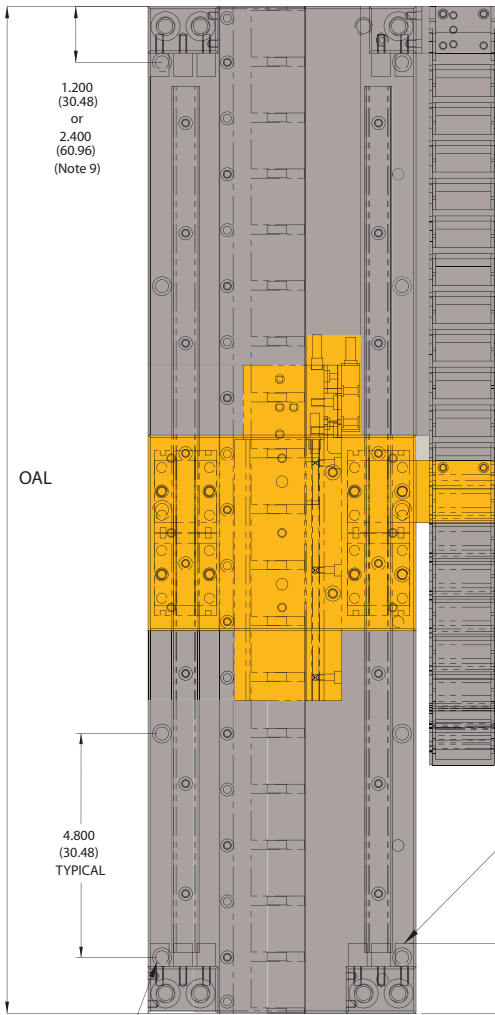 1.200
(30.48)
or
2.400
(60.96)
(Note 9)
OAL
4.800
(30.48)
TYPICAL